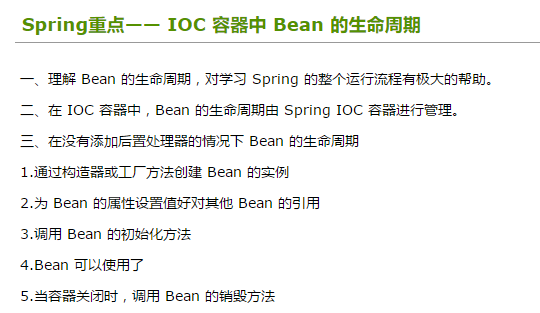 Spring重点—— IOC 容器中 Bean 的生命周期
一、理解 Bean 的生命周期，对学习 Spring 的整个运行流程有极大的帮助。
二、在 IOC 容器中，Bean 的生命周期由 Spring IOC 容器进行管理。
三、在没有添加后置处理器的情况下 Bean 的生命周期
1.通过构造器或工厂方法创建 Bean 的实例
2.为 Bean 的属性设置值好对其他 Bean 的引用
3.调用 Bean 的初始化方法
4.Bean 可以使用了
5.当容器关闭时，调用 Bean 的销毁方法